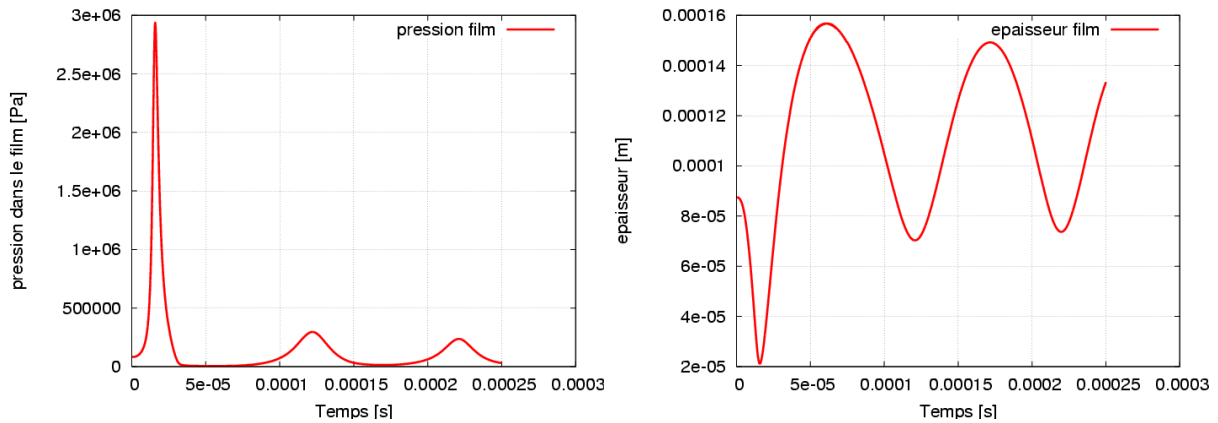 3e+06
2.5e+06
2e+06
1.5e+06
1e+06
500000
0
pression dans le film [Pa]
pression film
0 5e-05 0.0001 0.00015 0.0002 0.00025 0.0003
Temps [s]
0.00016
0.00014
0.00012
0.0001
8e-05
6e-05
4e-05
2e-05
epaisseur [m]
epaisseur film
0 5e-05 0.0001 0.00015 0.0002 0.00025 0.0003
Temps [s]